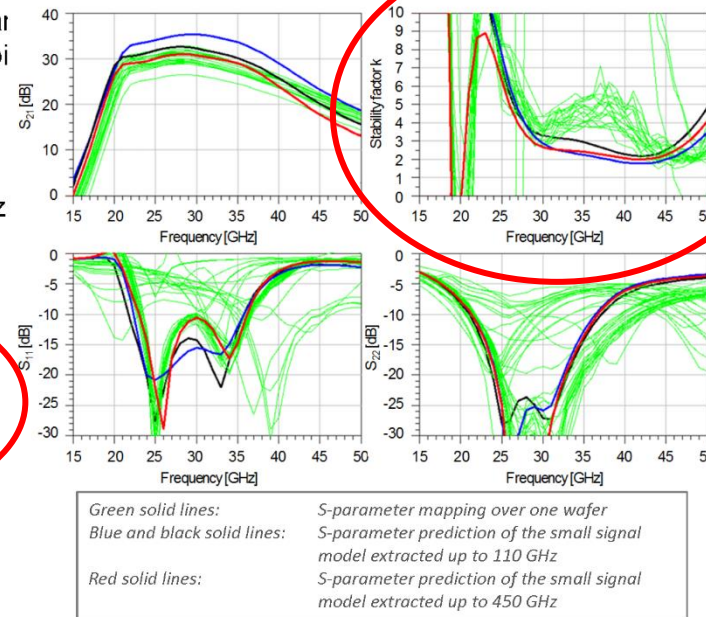 40
30
20
10
0
S21 [dB]
15 20 25 30 35 40 45 50
Frequency [GHz]
10
9
8
7
6
5
4
3
2
1
0
Stability factor k
15 20 25 30 35 40 45
Frequency [GHz]
0
-5
-10
-15
-20
-25
-30
S11 [dB]
15 20 25 30 35 40 45 50
Frequency [GHz]
0
-5
-10
-15
-20
-25
-30
S22 [dB]
15 20 25 30 35 40 45
Frequency [GHz]
Green solid lines: S-parameter mapping over one wafer
Blue and black solid lines: S-parameter prediction of the small signal
model extracted up to 110 GHz
Red solid lines: S-parameter prediction of the small signal
model extracted up to 450 GHz